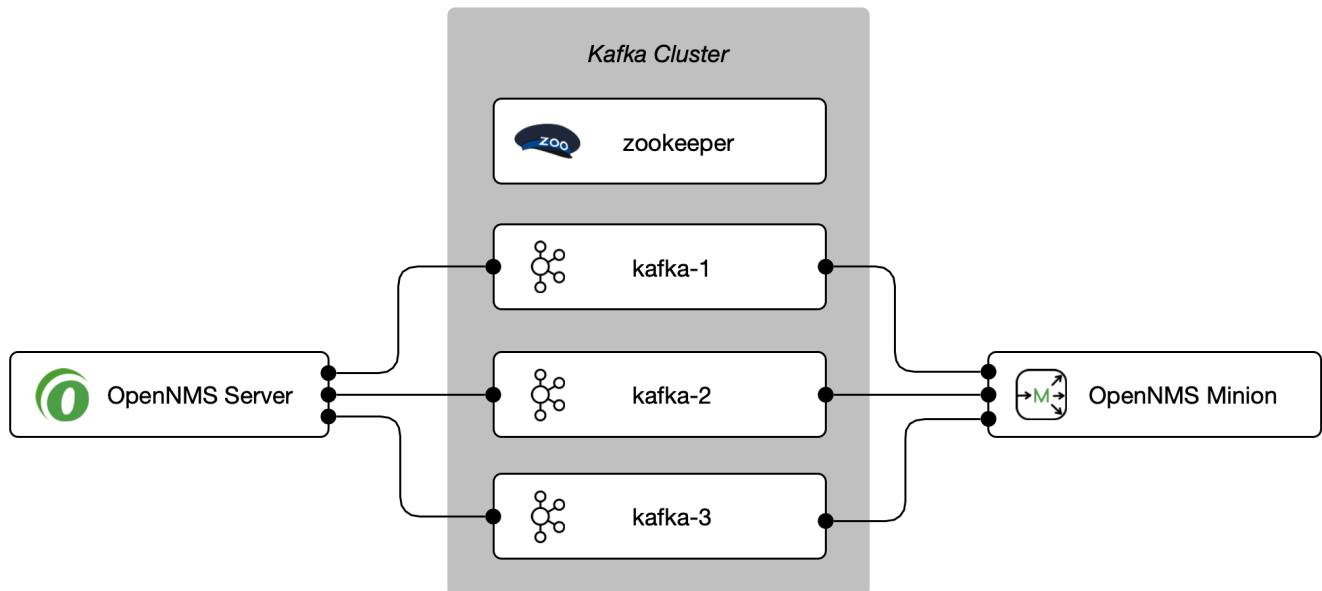 Kafka Cluster
ZOO
zookeeper
kafka-1
OpenNMS Server
kafka-2
M
OpenNMS Minion
kafka-3